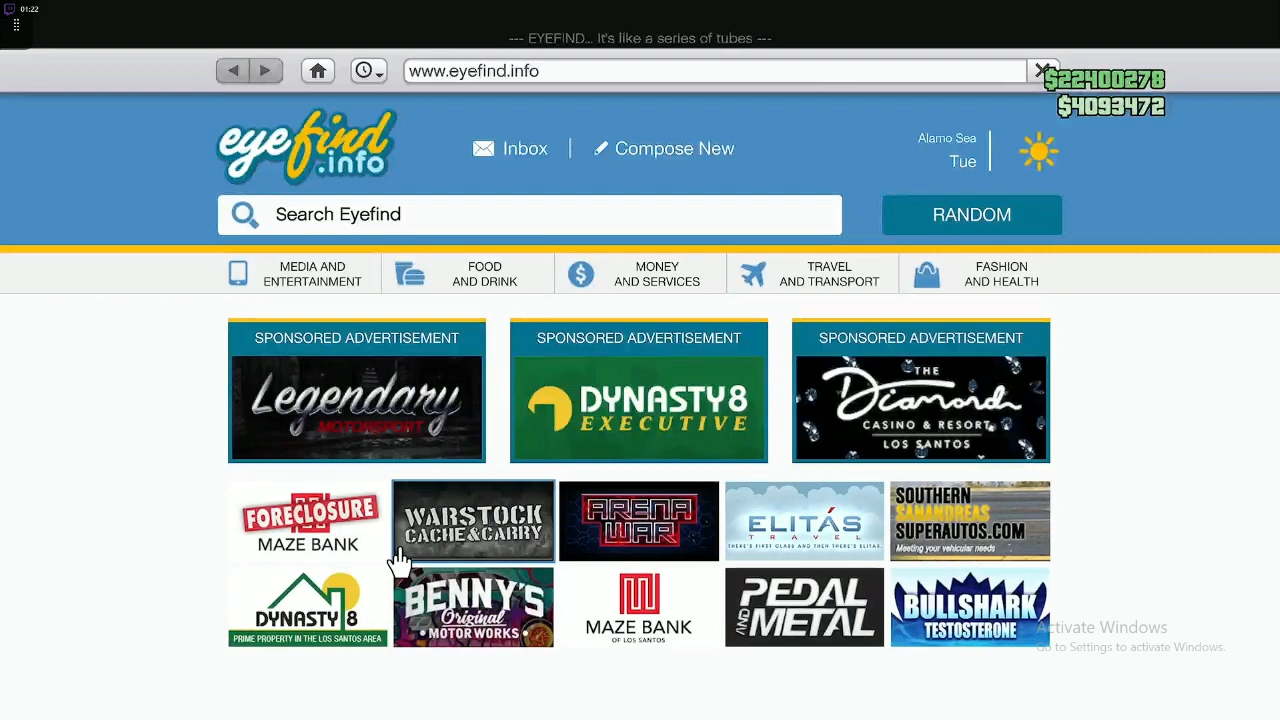 01:22
--- EYEFIND... It's like a series of tubes ---
www.eyefind.info
$22400278
$4093472
eyefind
.info
Inbox
Compose New
Alamo Sea
Tue
Search Eyefind
RANDOM
MEDIA AND
ENTERTAINMENT
FOOD
AND DRINK
MONEY
AND SERVICES
TRAVEL
AND TRANSPORT
FASHION
AND HEALTH
SPONSORED ADVERTISEMENT
Legendary
MOTORSPORT
SPONSORED ADVERTISEMENT
DYNASTY8
EXECUTIVE
SPONSORED ADVERTISEMENT
THE
Diamond
CASINO & RESORT
LOS SANTOS
FORECLOSURE
MAZE BANK
WARSTOCK
CACHE&CARRY
ARENA
WAR
ELITÁS
TRAVEL
THERE'S FIRST CLASS AND THEN THERE'S ELITÁS
SOUTHERN
SANANDREAS
SUPERAUTOS.COM
Meeting your vehicular needs
DYNASTY 8
PRIME PROPERTY IN THE LOS SANTOS AREA
BENNY'S
Original
MOTOR WORKS
MAZE BANK
OF LOS SANTOS
PEDAL
AND METAL
BULLSHARK
TESTOSTERONE
Activate Windows
Go to Settings to activate Windows.